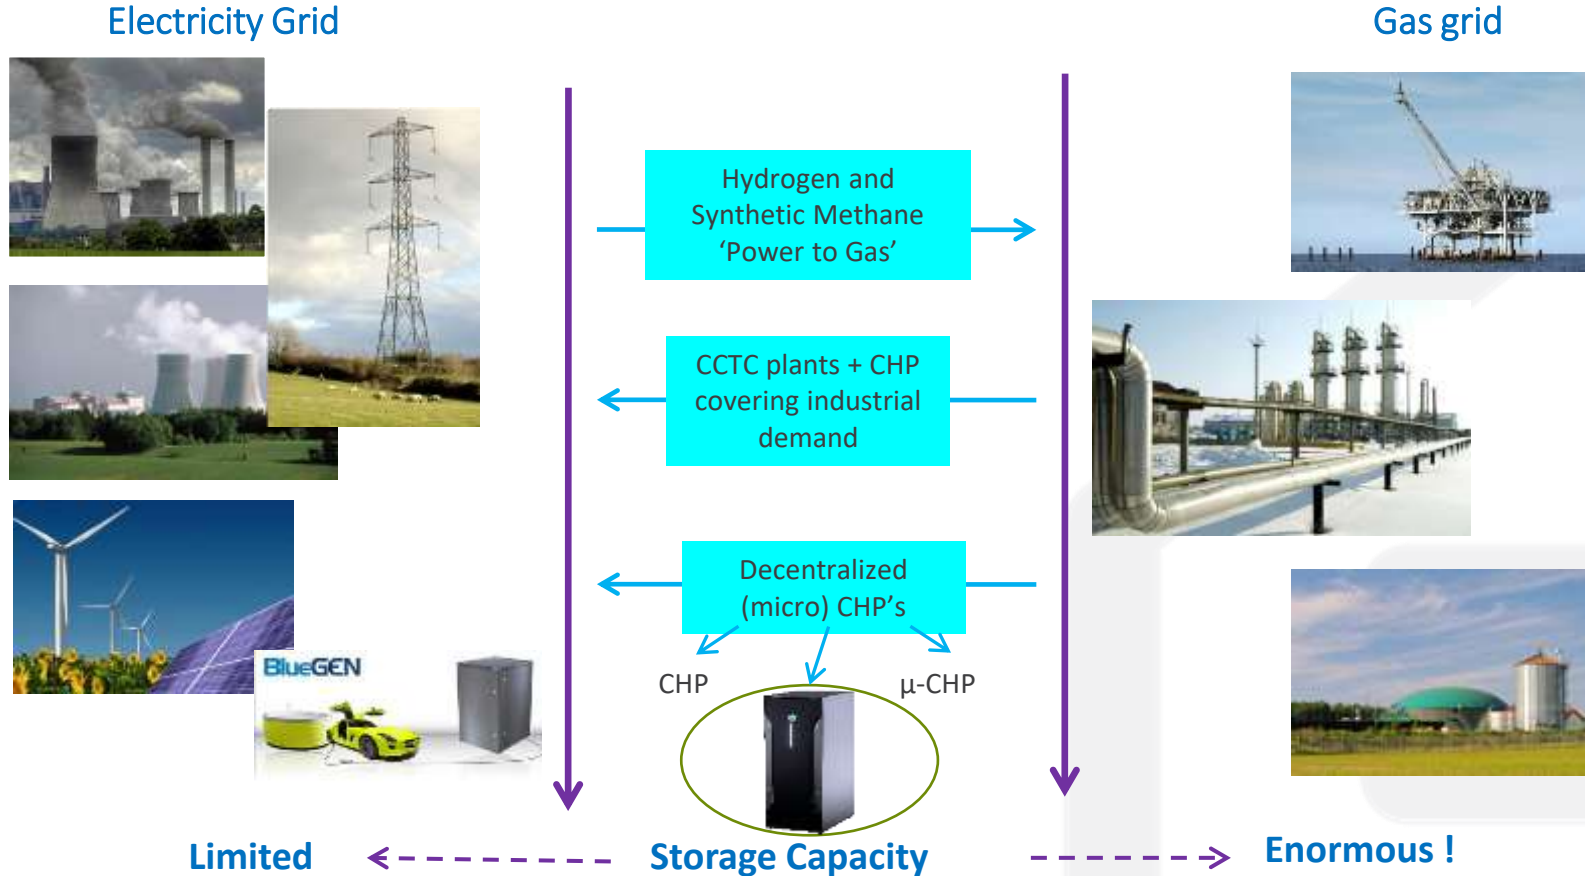 Electricity Grid
Gas grid
Hydrogen and
Synthetic Methane
‘Power to Gas’
CCTC plants + CHP
covering industrial
demand
Decentralized
(micro) CHP’s
BlueGEN
CHP
µ-CHP
Limited
Storage Capacity
Enormous !